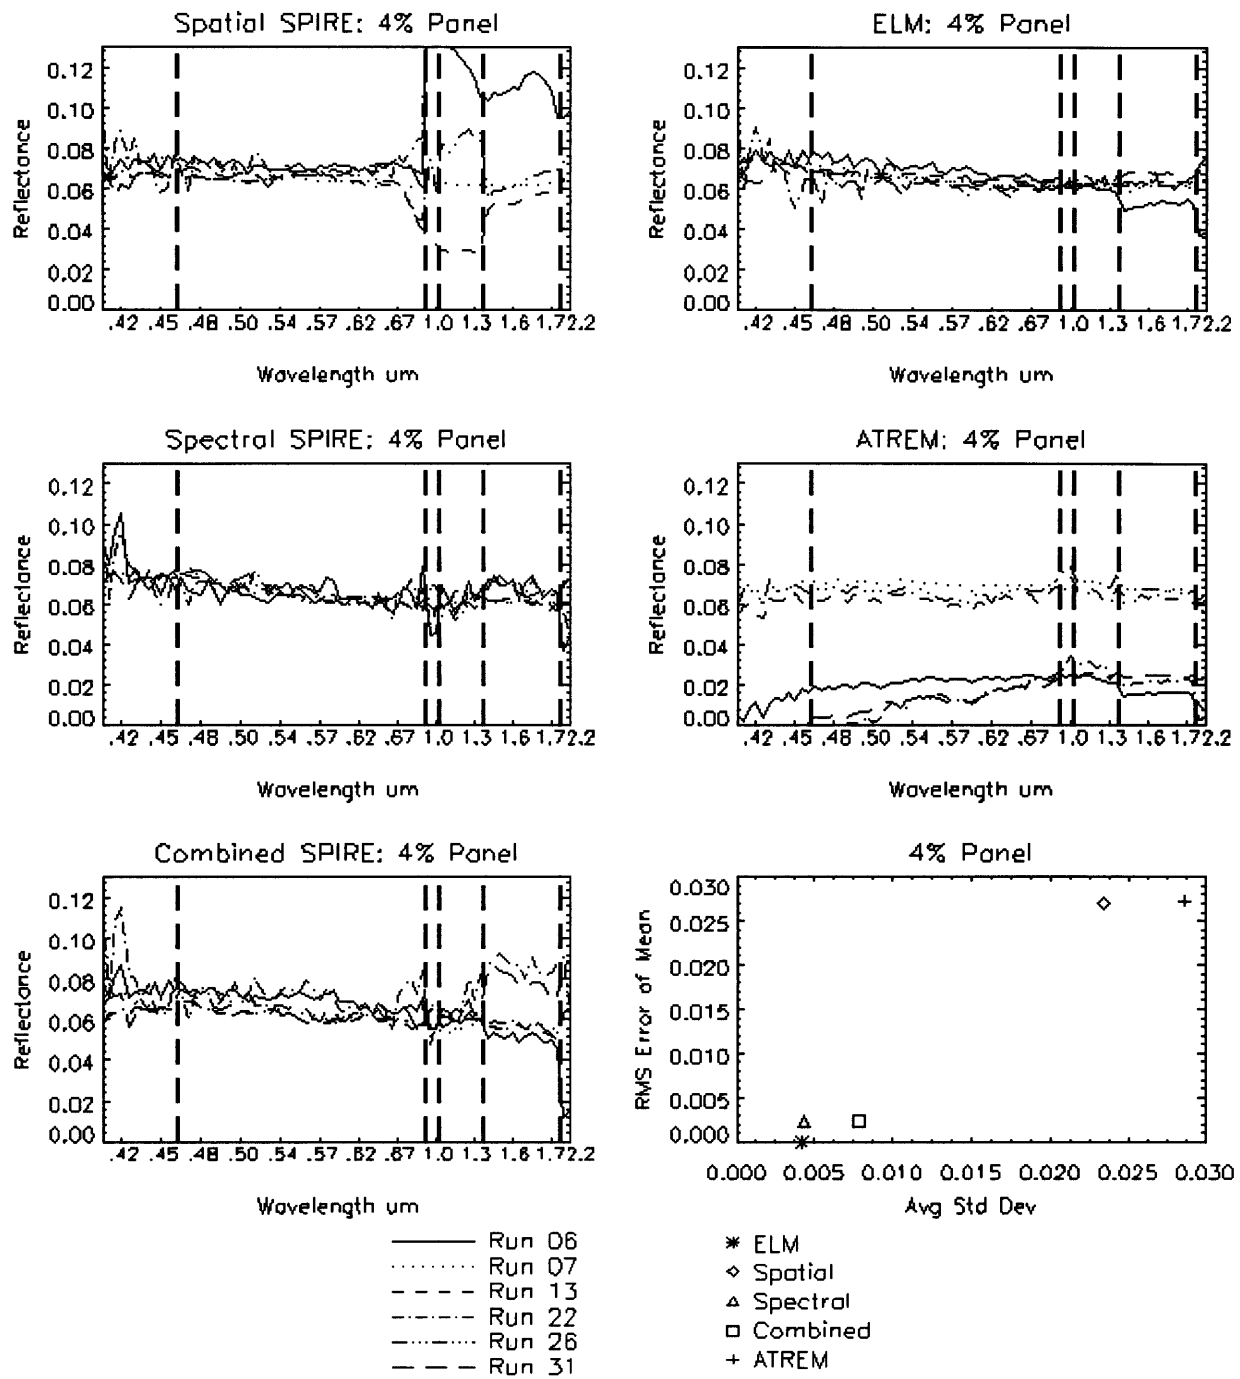 Spatial SPIRE: 4% Panel
Reflectance
0.12
0.10
0.08
0.06
0.04
0.02
0.00
.42 .45 .48 .50 .54 .57 .62 .67 1.0 1.3 1.6 1.72.2
Wavelength um
ELM: 4% Panel
Reflectance
0.12
0.10
0.08
0.06
0.04
0.02
0.00
.42 .45 .48 .50 .54 .57 .62 .67 1.0 1.3 1.6 1.72.2
Wavelength um
Spectral SPIRE: 4% Panel
Reflectance
0.12
0.10
0.08
0.06
0.04
0.02
0.00
.42 .45 .48 .50 .54 .57 .62 .67 1.0 1.3 1.6 1.72.2
Wavelength um
ATREM: 4% Panel
Reflectance
0.12
0.10
0.08
0.06
0.04
0.02
0.00
.42 .45 .48 .50 .54 .57 .62 .67 1.0 1.3 1.6 1.72.2
Wavelength um
Combined SPIRE: 4% Panel
Reflectance
0.12
0.10
0.08
0.06
0.04
0.02
0.00
.42 .45 .48 .50 .54 .57 .62 .67 1.0 1.3 1.6 1.72.2
Wavelength um
4% Panel
RMS Error of Mean
0.030
0.025
0.020
0.015
0.010
0.005
0.000
0.000 0.005 0.010 0.015 0.020 0.025 0.030
Avg Std Dev
Run 06
Run 07
Run 13
Run 22
Run 26
Run 31
ELM
Spatial
Spectral
Combined
ATREM